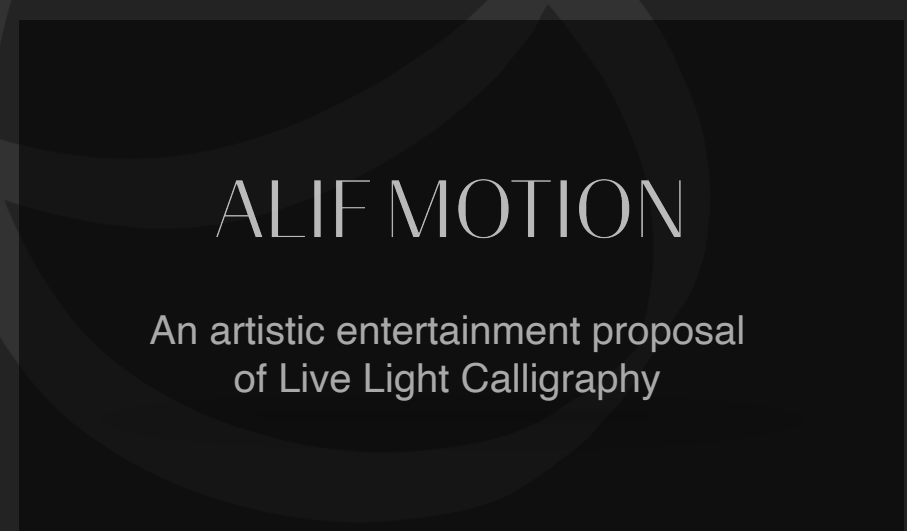 ALIF MOTION
An artistic entertainment proposal
of Live Light Calligraphy